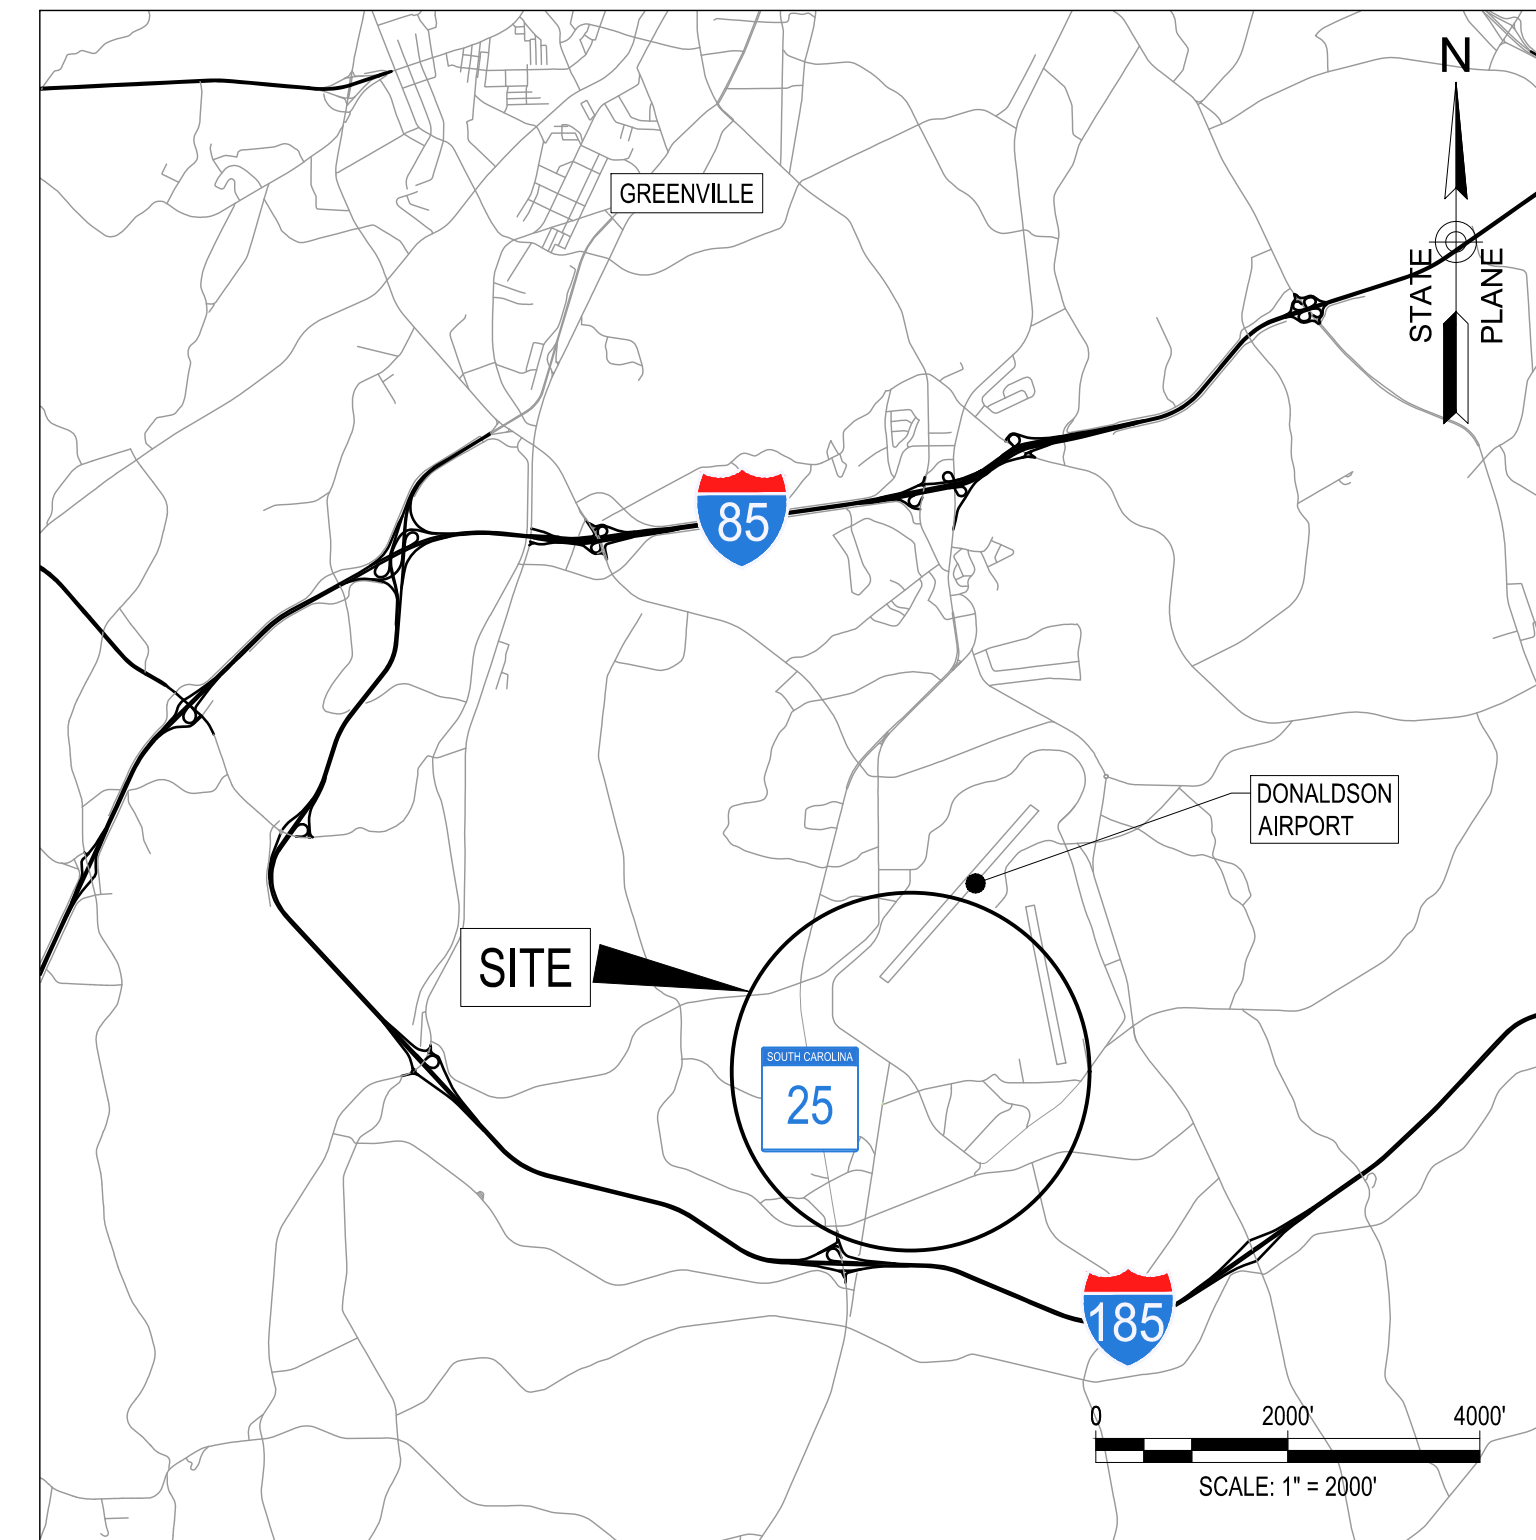 N
GREENVILLE
STATE
PLANE
85
DONALDSON
AIRPORT
SITE
SOUTH CAROLINA
25
185
0 2000' 4000'
SCALE: 1" = 2000'